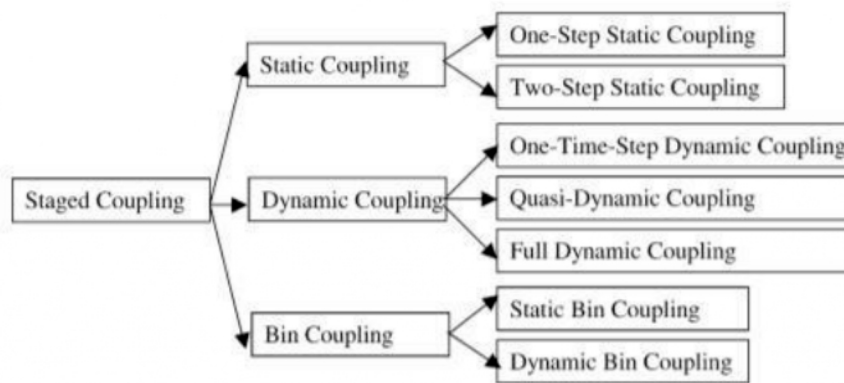 Staged Coupling
Static Coupling
One-Step Static Coupling
Two-Step Static Coupling
Dynamic Coupling
One-Time-Step Dynamic Coupling
Quasi-Dynamic Coupling
Full Dynamic Coupling
Bin Coupling
Static Bin Coupling
Dynamic Bin Coupling